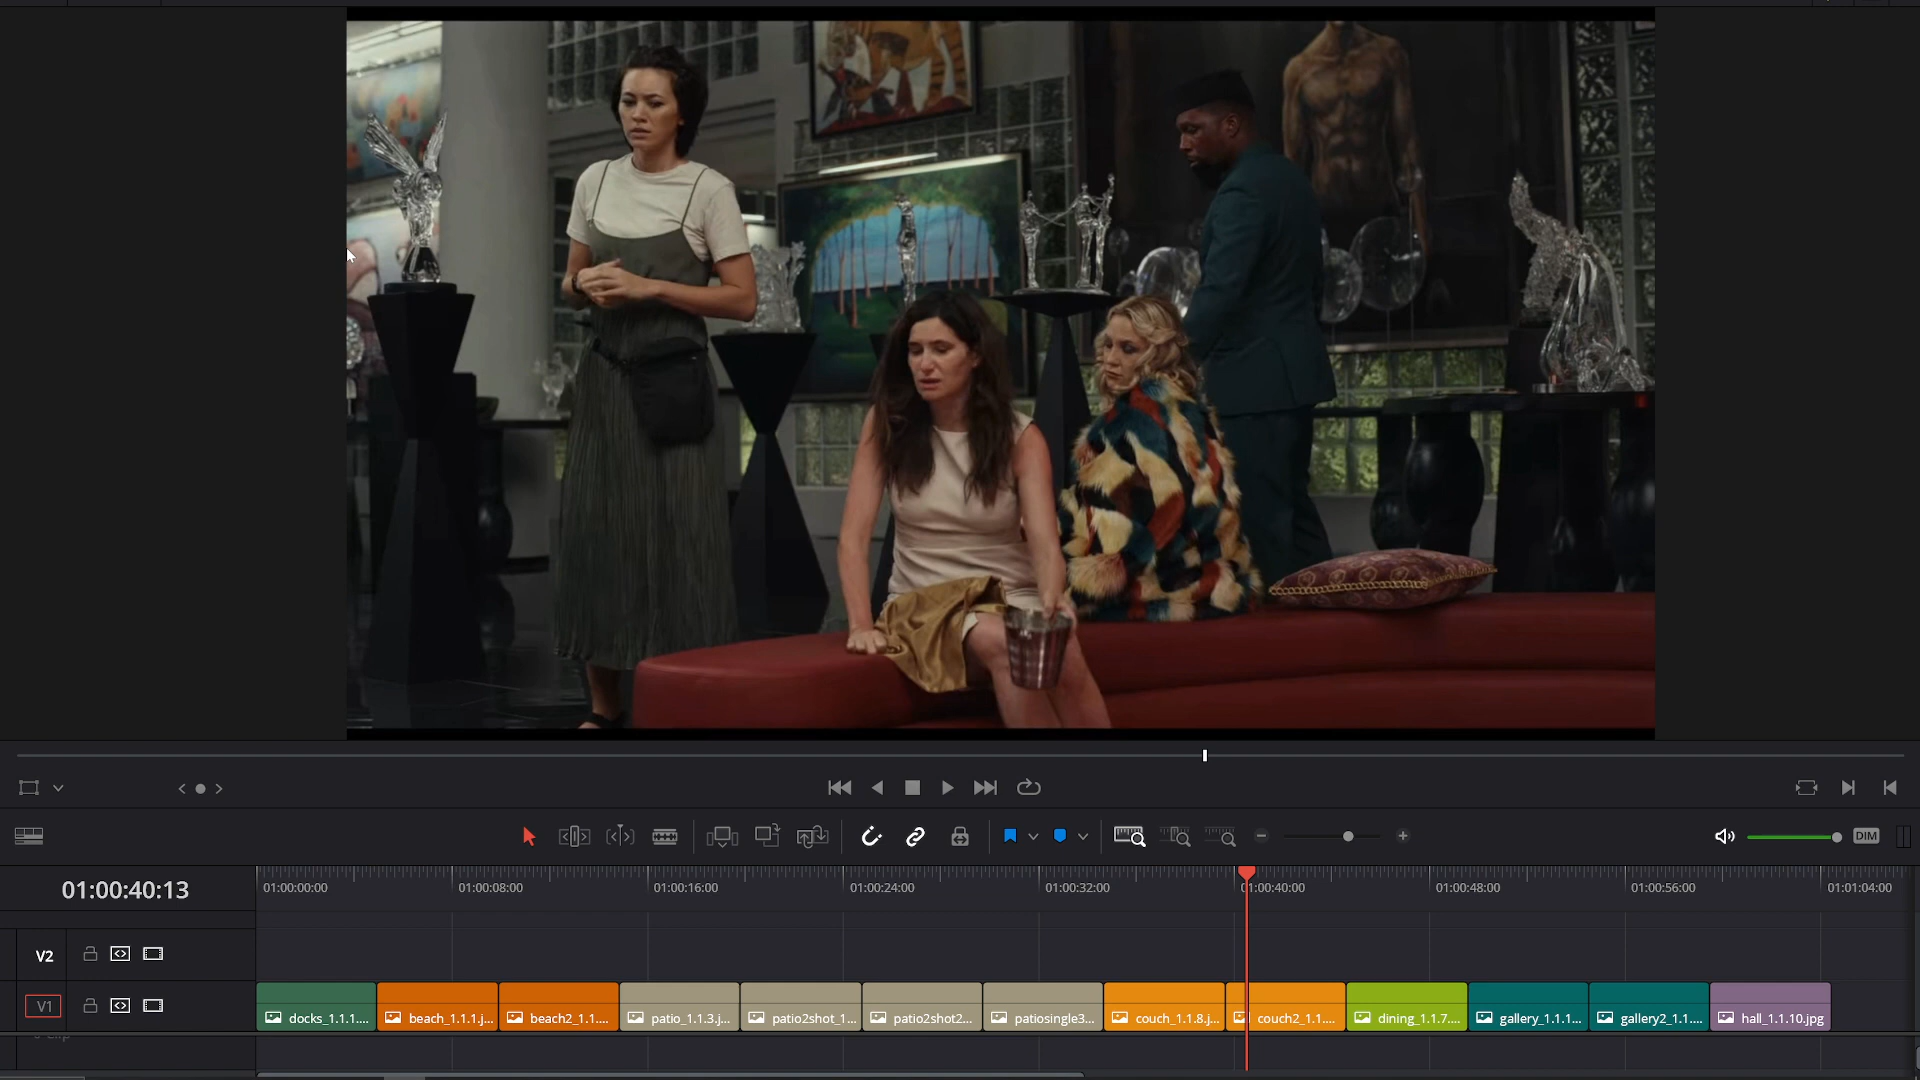 DIM
01:00:40:13
01:00:00:00 01:00:08:00 01:00:16:00 01:00:24:00 01:00:32:00 01:00:40:00 01:00:48:00 01:00:56:00 01:01:04:00
V2
V1
docks_1.1.1.... beach_1.1.1.j... beach2_1.1.... patio_1.1.3.j... patio2shot_1... patio2shot2... patiosingle3... couch_1.1.8.j... couch2_1.1.... dining_1.1.7.... gallery_1.1.1... gallery2_1.1.... hall_1.1.10.jpg